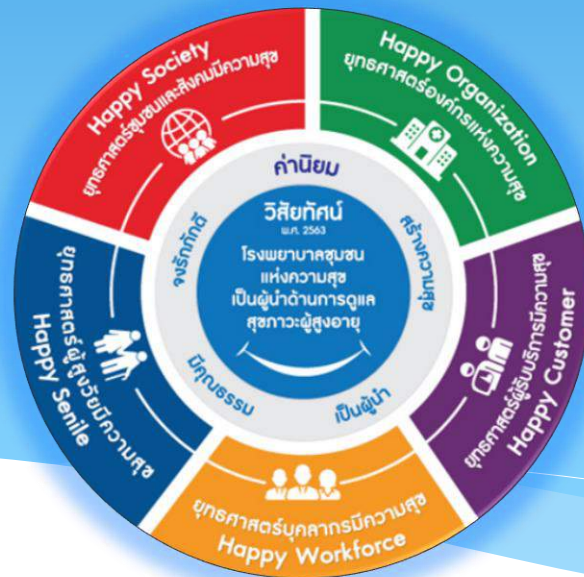 Happy Society
ยุทธศาสตร์ชุมชนและสังคมมีความสุข
Happy Organization
ยุทธศาสตร์องค์กรแห่งความสุข
ค่านิยม
จงรักภักดี
สร้างความสุข
มีคุณธรรม
เป็นผู้นำ
วิสัยทัศน์
พ.ศ. 2563
โรงพยาบาลชุมชน
แห่งความสุข
เป็นผู้นำด้านการดูแล
สุขภาวะผู้สูงอายุ
ยุทธศาสตร์ผู้สูงวัยมีความสุข
Happy Senile
ยุทธศาสตร์ผู้รับบริการมีความสุข
Happy Customer
ยุทธศาสตร์บุคลากรมีความสุข
Happy Workforce